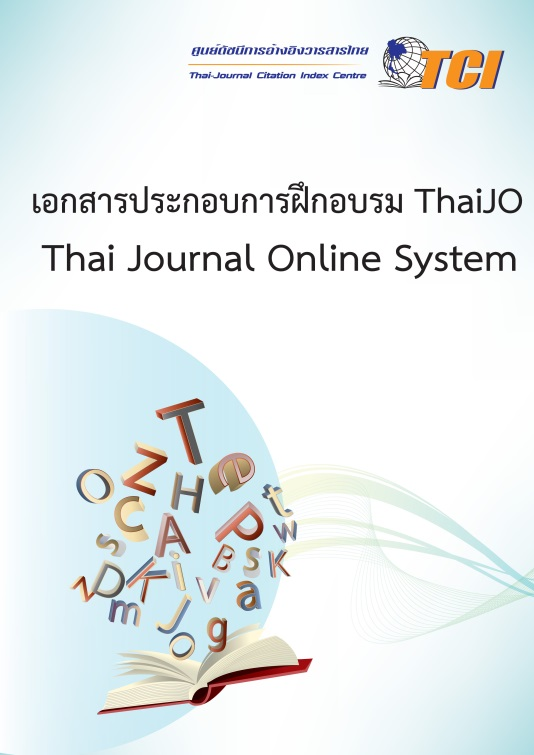 ศูนย์ดัชนีการอ้างอิงวารสารไทย
Thai-Journal Citation Index Centre
TCI
เอกสารประกอบการฝึกอบรม ThaiJO
Thai Journal Online System
T
e
Z
O
H
t
C
P
w
A
s
B
s
K
D
K
i
v
z
m
a
J
o
g